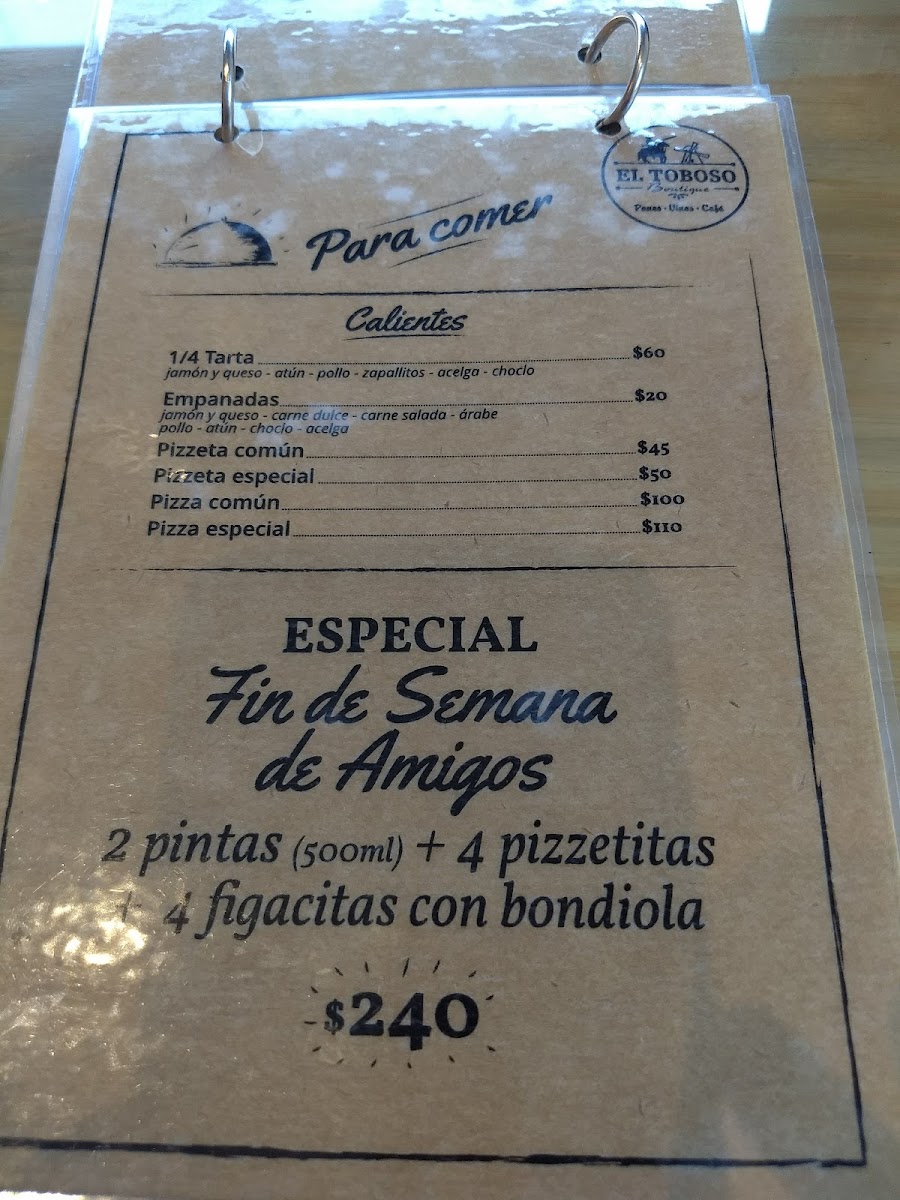 EL TOBOSO
Boutique
Panes - Vinos - Café
Para comer
Calientes
1/4 Tarta $60
jamón y queso - atún - pollo - zapallitos - acelga - choclo
Empanadas $20
jamón y queso - carne dulce - carne salada - árabe
pollo - atún - choclo - acelga
Pizzeta común $45
Pizzeta especial $50
Pizza común $100
Pizza especial $110
ESPECIAL
Fin de Semana
de Amigos
2 pintas (500ml) + 4 pizzetitas
+ 4 figacitas con bondiola
$240